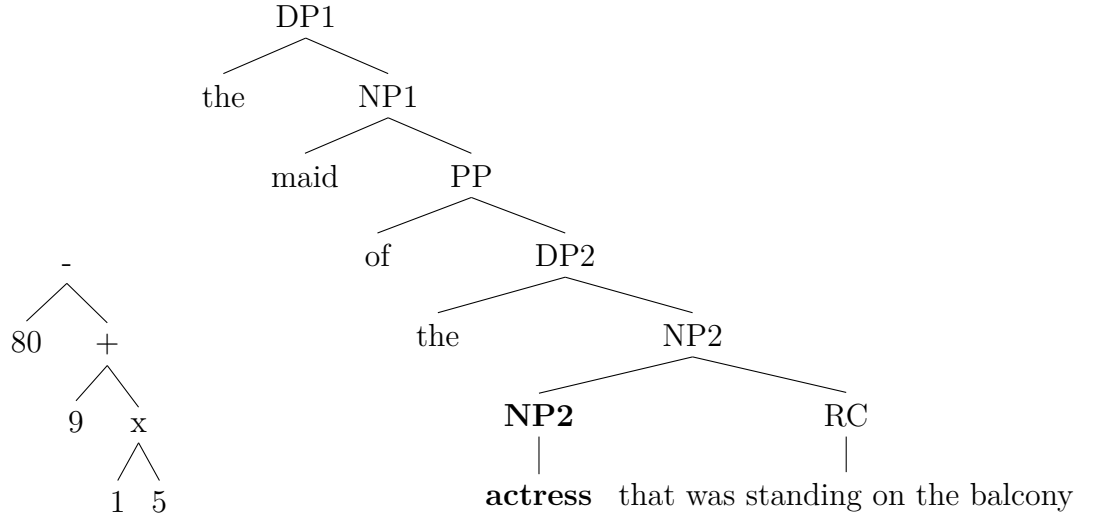 DP1
the NP1
maid PP
of DP2
-
the NP2
80 +
9 x
NP2 RC
1 5
actress that was standing on the balcony